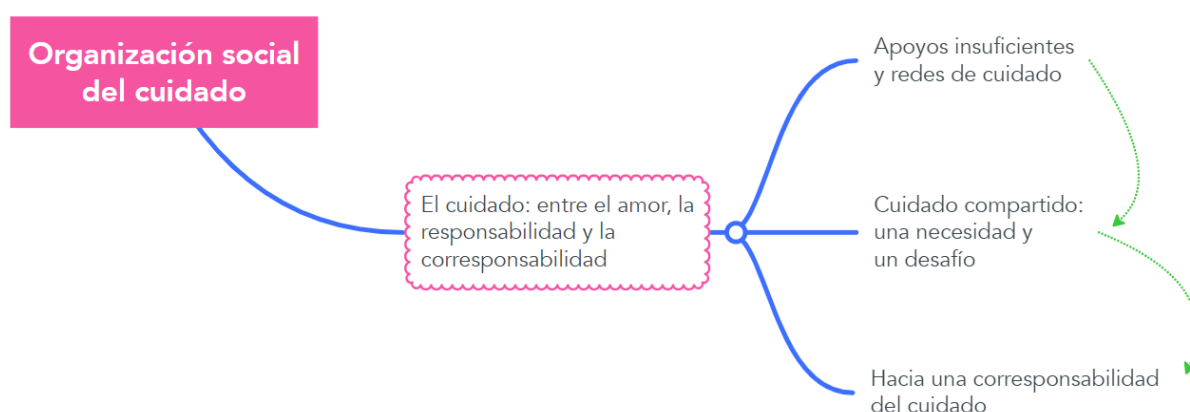 Organización social
del cuidado
Apoyos insuficientes
y redes de cuidado
El cuidado: entre el amor, la
responsabilidad y la
corresponsabilidad
Cuidado compartido:
una necesidad y
un desafío
Hacia una corresponsabilidad
del cuidado